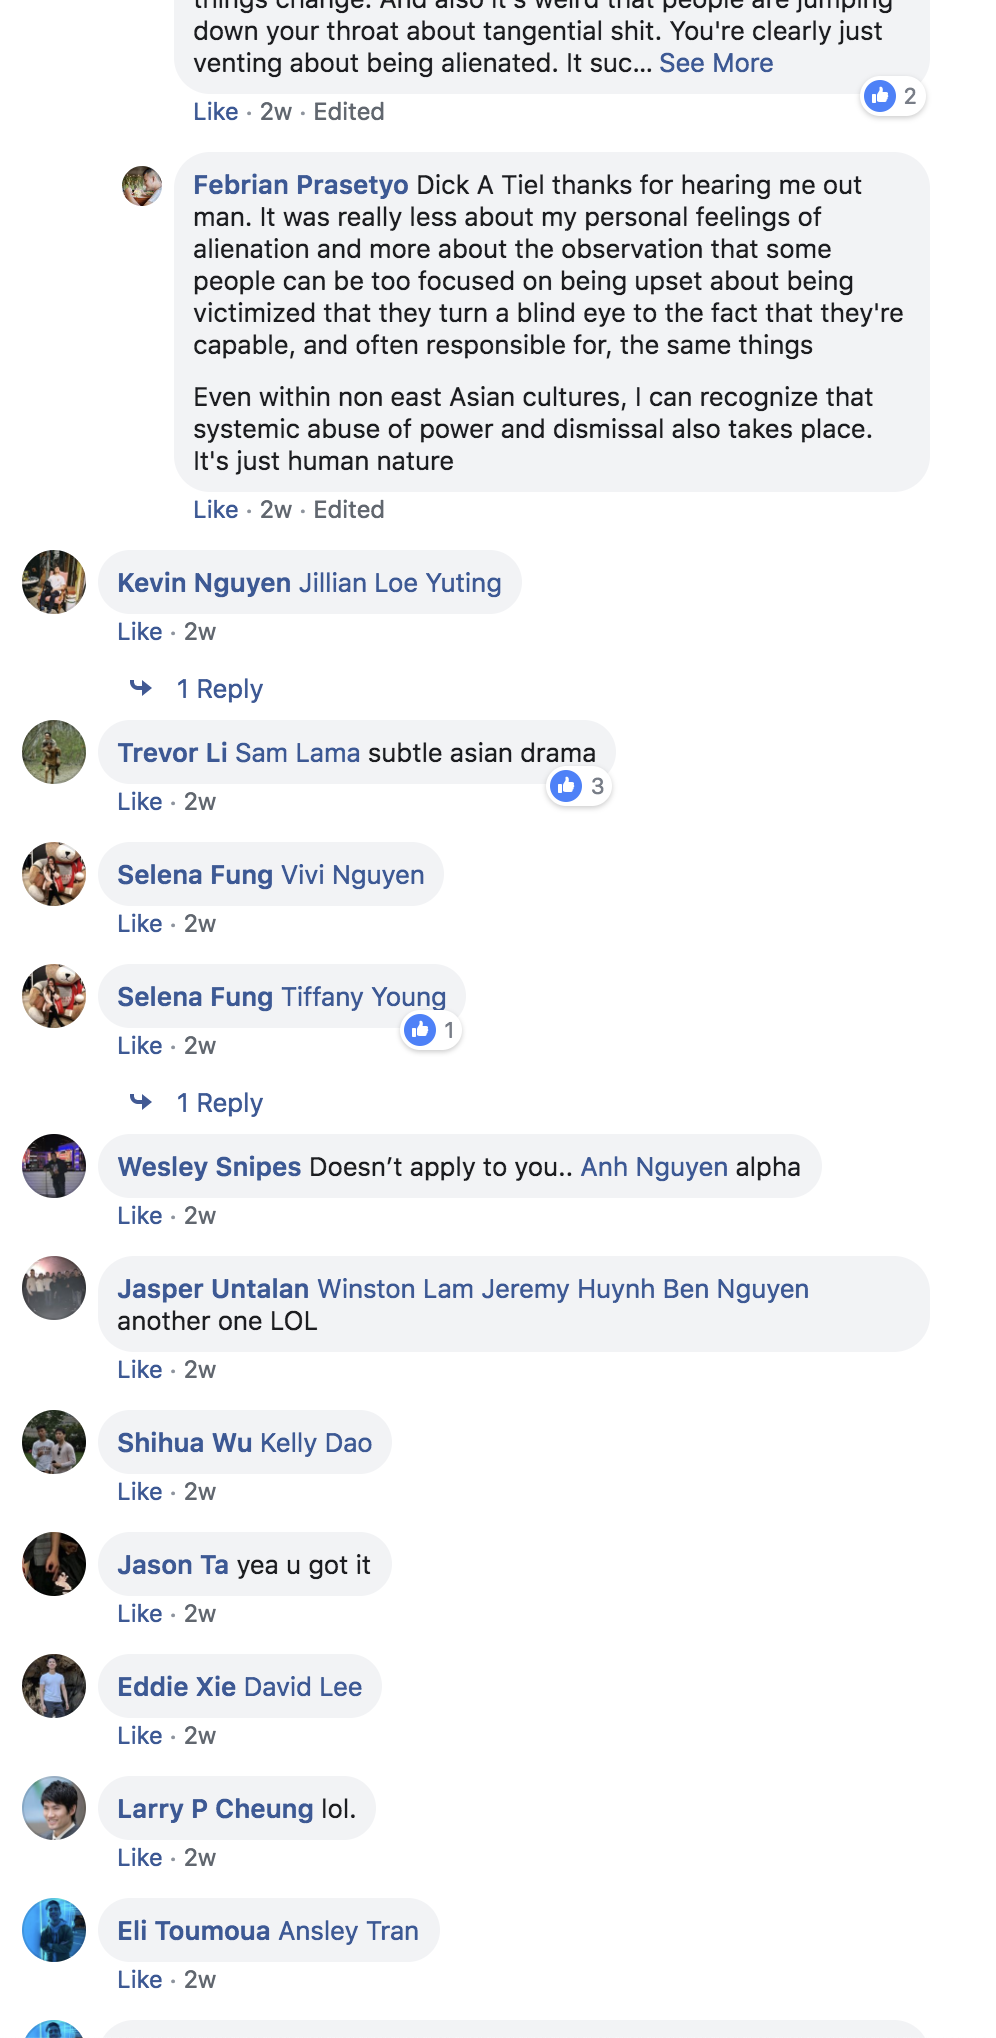 things change. And also it's weird that people are jumping
down your throat about tangential shit. You're clearly just
venting about being alienated. It suc... See More
2
Like · 2w · Edited
Febrian Prasetyo Dick A Tiel thanks for hearing me out
man. It was really less about my personal feelings of
alienation and more about the observation that some
people can be too focused on being upset about being
victimized that they turn a blind eye to the fact that they're
capable, and often responsible for, the same things
Even within non east Asian cultures, I can recognize that
systemic abuse of power and dismissal also takes place.
It's just human nature
Like · 2w · Edited
Kevin Nguyen Jillian Loe Yuting
Like · 2w
1 Reply
Trevor Li Sam Lama subtle asian drama
3
Like · 2w
Selena Fung Vivi Nguyen
Like · 2w
Selena Fung Tiffany Young
1
Like · 2w
1 Reply
Wesley Snipes Doesn’t apply to you.. Anh Nguyen alpha
Like · 2w
Jasper Untalan Winston Lam Jeremy Huynh Ben Nguyen
another one LOL
Like · 2w
Shihua Wu Kelly Dao
Like · 2w
Jason Ta yea u got it
Like · 2w
Eddie Xie David Lee
Like · 2w
Larry P Cheung lol.
Like · 2w
Eli Toumoua Ansley Tran
Like · 2w